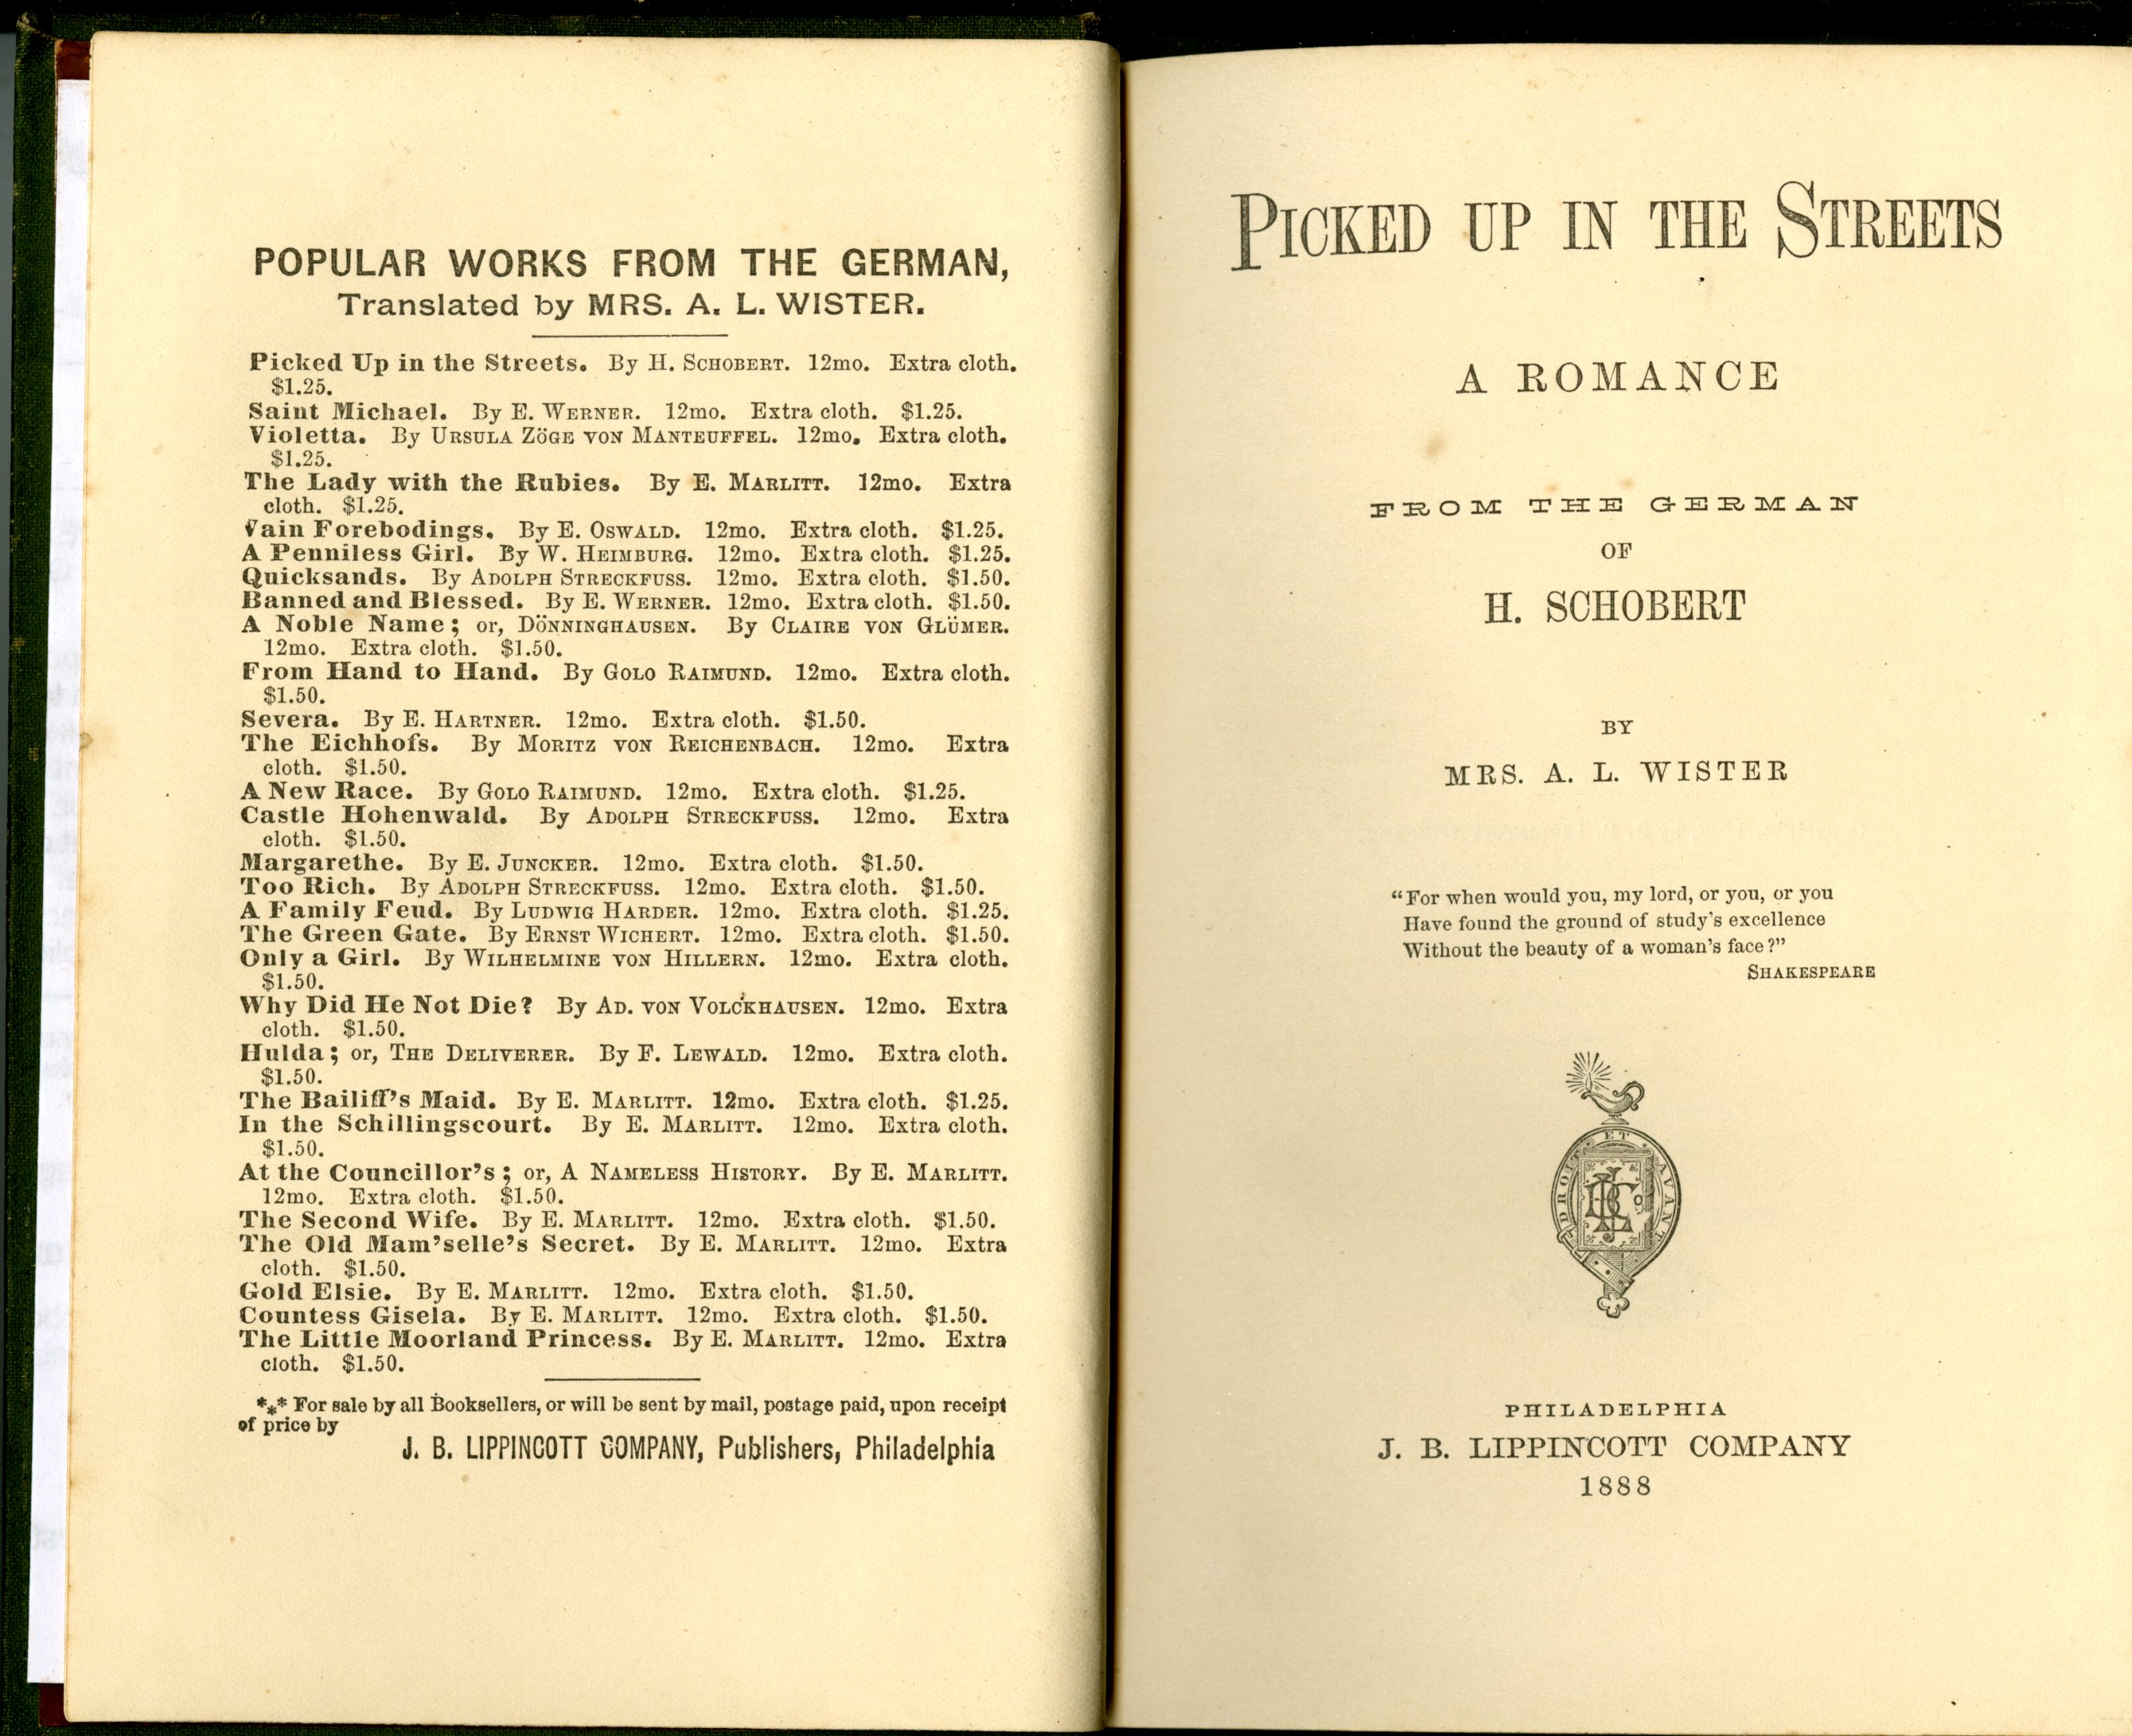 POPULAR WORKS FROM THE GERMAN,
Translated by MRS. A. L. WISTER.
Picked Up in the Streets. By H. SCHOBERT. 12mo. Extra cloth.
$1.25.
Saint Michael. By E. WERNER. 12mo. Extra cloth. $1.25.
Violetta. By URSULA ZÖGE VON MANTEUFFEL. 12mo. Extra cloth.
$1.25.
The Lady with the Rubies. By E. MARLITT. 12mo. Extra
cloth. $1.25.
Vain Forebodings. By E. OSWALD. 12mo. Extra cloth. $1.25.
A Penniless Girl. By W. HEIMBURG. 12mo. Extra cloth. $1.25.
Quicksands. By ADOLPH STRECKFUSS. 12mo. Extra cloth. $1.50.
Banned and Blessed. By E. WERNER. 12mo. Extra cloth. $1.50.
A Noble Name; or, DÖNNINGHAUSEN. By CLAIRE VON GLÜMER.
12mo. Extra cloth. $1.50.
From Hand to Hand. By GOLO RAIMUND. 12mo. Extra cloth.
$1.50.
Severa. By E. HARTNER. 12mo. Extra cloth. $1.50.
The Eichhofs. By MORITZ VON REICHENBACH. 12mo. Extra
cloth. $1.50.
A New Race. By GOLO RAIMUND. 12mo. Extra cloth. $1.25.
Castle Hohenwald. By ADOLPH STRECKFUSS. 12mo. Extra
cloth. $1.50.
Margarethe. By E. JUNCKER. 12mo. Extra cloth. $1.50.
Too Rich. By ADOLPH STRECKFUSS. 12mo. Extra cloth. $1.50.
A Family Feud. By LUDWIG HARDER. 12mo. Extra cloth. $1.25.
The Green Gate. By ERNST WICHERT. 12mo. Extra cloth. $1.50.
Only a Girl. By WILHELMINE VON HILLERN. 12mo. Extra cloth.
$1.50.
Why Did He Not Die? By AD. VON VOLCKHAUSEN. 12mo. Extra
cloth. $1.50.
Hulda; or, THE DELIVERER. By F. LEWALD. 12mo. Extra cloth.
$1.50.
The Bailiff's Maid. By E. MARLITT. 12mo. Extra cloth. $1.25.
In the Schillingscourt. By E. MARLITT. 12mo. Extra cloth.
$1.50.
At the Councillor's; or, A NAMELESS HISTORY. By E. MARLITT.
12mo. Extra cloth. $1.50.
The Second Wife. By E. MARLITT. 12mo. Extra cloth. $1.50.
The Old Mam'selle's Secret. By E. MARLITT. 12mo. Extra
cloth. $1.50.
Gold Elsie. By E. MARLITT. 12mo. Extra cloth. $1.50.
Countess Gisela. By E. MARLITT. 12mo. Extra cloth. $1.50.
The Little Moorland Princess. By E. MARLITT. 12mo. Extra
cloth. $1.50.
*** For sale by all Booksellers, or will be sent by mail, postage paid, upon receipt
of price by
J. B. LIPPINCOTT COMPANY, Publishers, Philadelphia
PICKED UP IN THE STREETS
A ROMANCE
FROM THE GERMAN
OF
H. SCHOBERT
BY
MRS. A. L. WISTER
"For when would you, my lord, or you, or you
Have found the ground of study's excellence
Without the beauty of a woman's face?"
SHAKESPEARE
DROIT ET AVANT
JBL Co
PHILADELPHIA
J. B. LIPPINCOTT COMPANY
1888